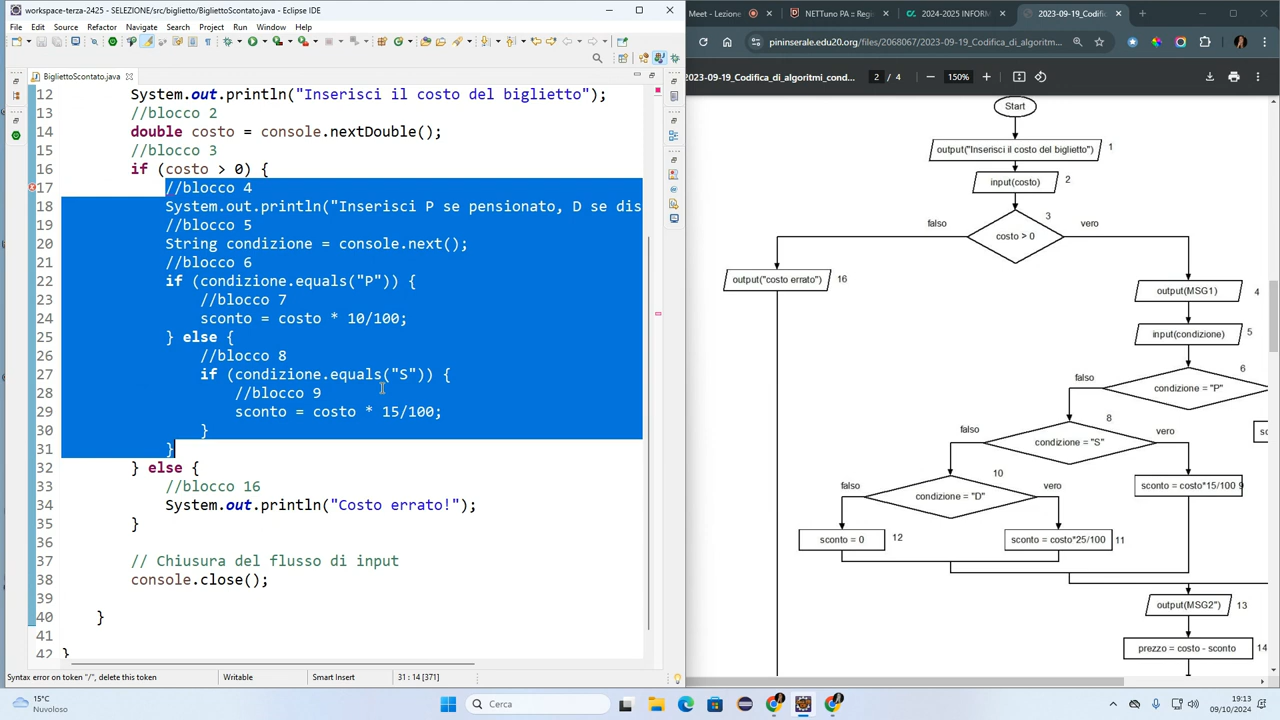 workspace-terza-2425 - SELEZIONE/src/biglietto/BigliettoScontato.java - Eclipse IDE
File Edit Source Refactor Navigate Search Project Run Window Help
BigliettoScontato.java
12 System.out.println("Inserisci il costo del biglietto");
13 //blocco 2
14 double costo = console.nextDouble();
15 //blocco 3
16 if (costo > 0) {
17 //blocco 4
18 System.out.println("Inserisci P se pensionato, D se dis
19 //blocco 5
20 String condizione = console.next();
21 //blocco 6
22 if (condizione.equals("P")) {
23 //blocco 7
24 sconto = costo * 10/100;
25 } else {
26 //blocco 8
27 if (condizione.equals("S")) {
28 //blocco 9
29 sconto = costo * 15/100;
30 }
31 }
32 } else {
33 //blocco 16
34 System.out.println("Costo errato!");
35 }
36
37 // Chiusura del flusso di input
38 console.close();
39
40 }
41
42 }
Syntax error on token "/", delete this token Writable Smart Insert 31 : 14 [371]
Meet - Lezione NETTuno PA = Regi 2024-2025 INFORM 2023-09-19_Codific
pininserale.edu20.org/files/2068067/2023-09-19_Codifica_di_algoritm...
2023-09-19_Codifica_di_algoritmi_cond... 2 / 4 150%
Start
output("Inserisci il costo del biglietto") 1
input(costo) 2
3
falso vero
costo > 0
output("costo errato") 16
output(MSG1) 4
input(condizione) 5
6
falso
condizione = "P"
8
falso vero
condizione = "S"
10
sconto = costo*15/100 9
falso vero
condizione = "D"
sconto = 0 12
sconto = costo*25/100 11
output(MSG2") 13
prezzo = costo - sconto 14
15°C
Nuvoloso
Cerca
19:13
09/10/2024